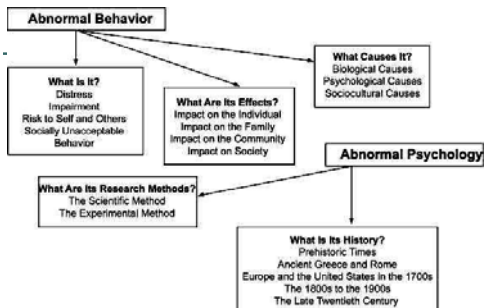 Abnormal Behavior
What Is It?
Distress
Impairment
Risk to Self and Others
Socially Unacceptable
Behavior
What Are Its Effects?
Impact on the Individual
Impact on the Family
Impact on the Community
Impact on Society
What Causes It?
Biological Causes
Psychological Causes
Sociocultural Causes
Abnormal Psychology
What Are Its Research Methods?
The Scientific Method
The Experimental Method
What Is Its History?
Prehistoric Times
Ancient Greece and Rome
Europe and the United States in the 1700s
The 1800s to the 1900s
The Late Twentieth Century